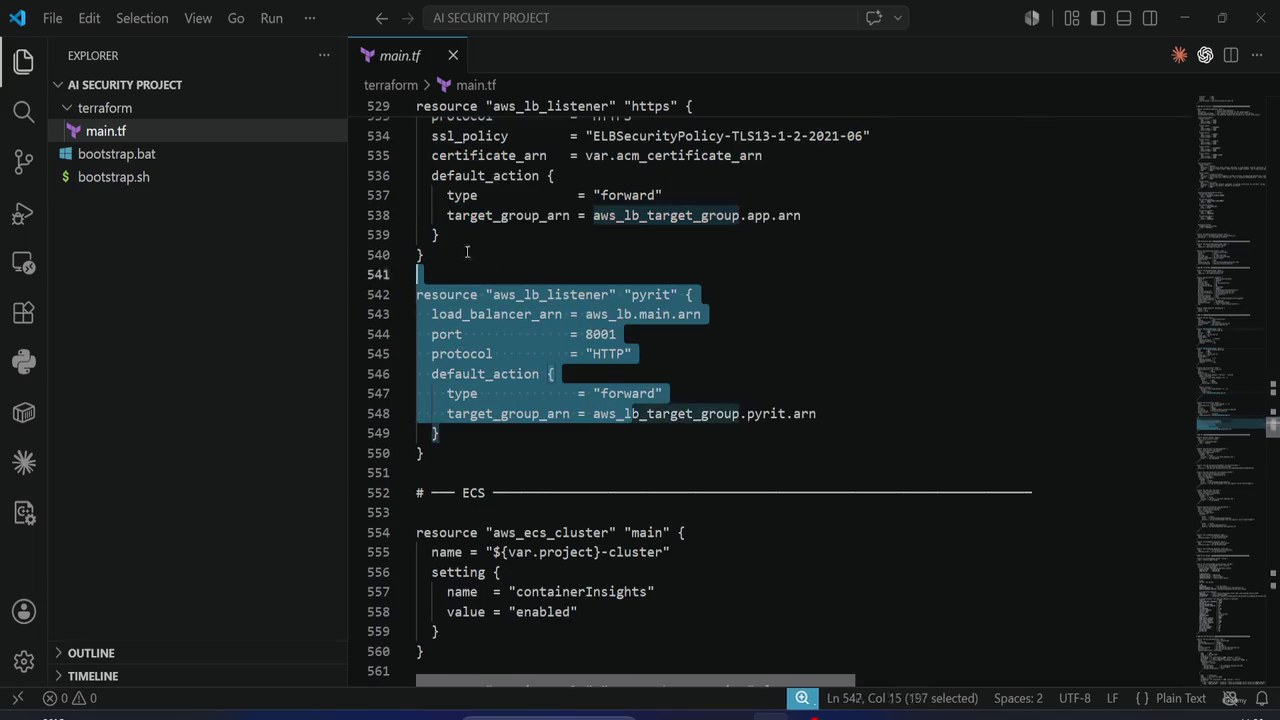 File Edit Selection View Go Run ··· AI SECURITY PROJECT
EXPLORER ···
AI SECURITY PROJECT
terraform
main.tf
bootstrap.bat
bootstrap.sh
OUTLINE
TIMELINE
main.tf
terraform > main.tf
529 resource "aws_lb_listener" "https" {
534 ssl_policy = "ELBSecurityPolicy-TLS13-1-2-2021-06"
535 certificate_arn = var.acm_certificate_arn
536 default_action {
537 type = "forward"
538 target_group_arn = aws_lb_target_group.app.arn
539 }
540 }
541
542 resource "aws_lb_listener" "pyrit" {
543 load_balancer_arn = aws_lb.main.arn
544 port = 8001
545 protocol = "HTTP"
546 default_action {
547 type = "forward"
548 target_group_arn = aws_lb_target_group.pyrit.arn
549 }
550 }
551
552 # ── ECS ──
553
554 resource "aws_ecs_cluster" "main" {
555 name = "${var.project}-cluster"
556 setting {
557 name = "containerInsights"
558 value = "enabled"
559 }
560 }
561
0 0 Ln 547, Col 15 (197 selected) Spaces: 2 UTF-8 LF { } Plain Text